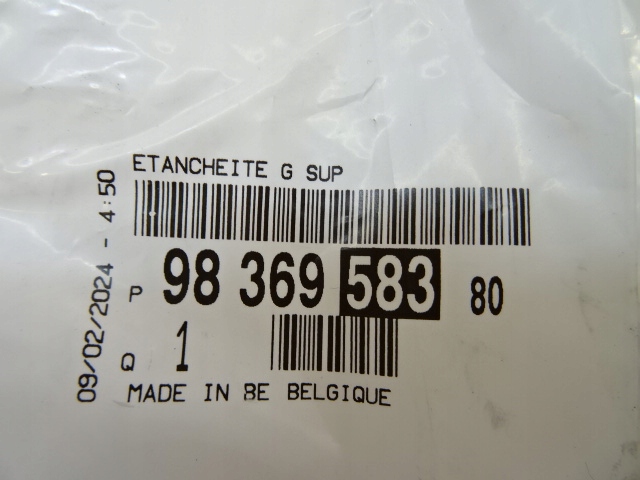 ETANCHEITE G SUP
P 98 369 583 80
Q 1
MADE IN BE BELGIQUE
09/02/2024 - 4:50